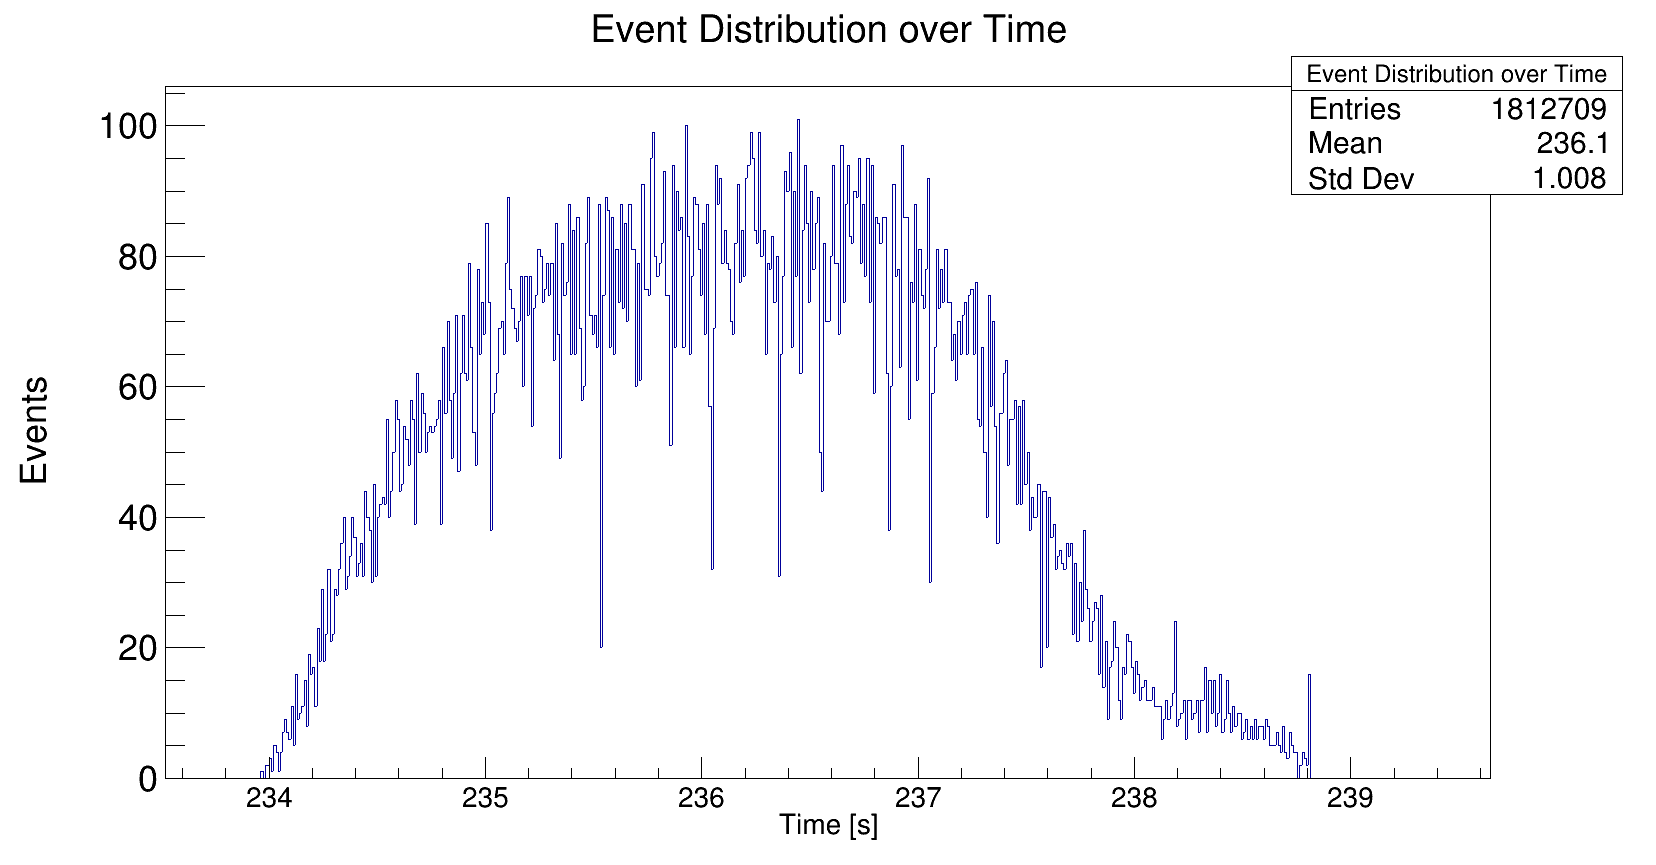 Event Distribution over Time
Event Distribution over Time
Entries 1812709
Mean 236.1
Std Dev 1.008
100
80
60
40
20
0
Events
234 235 236 237 238 239
Time [s]